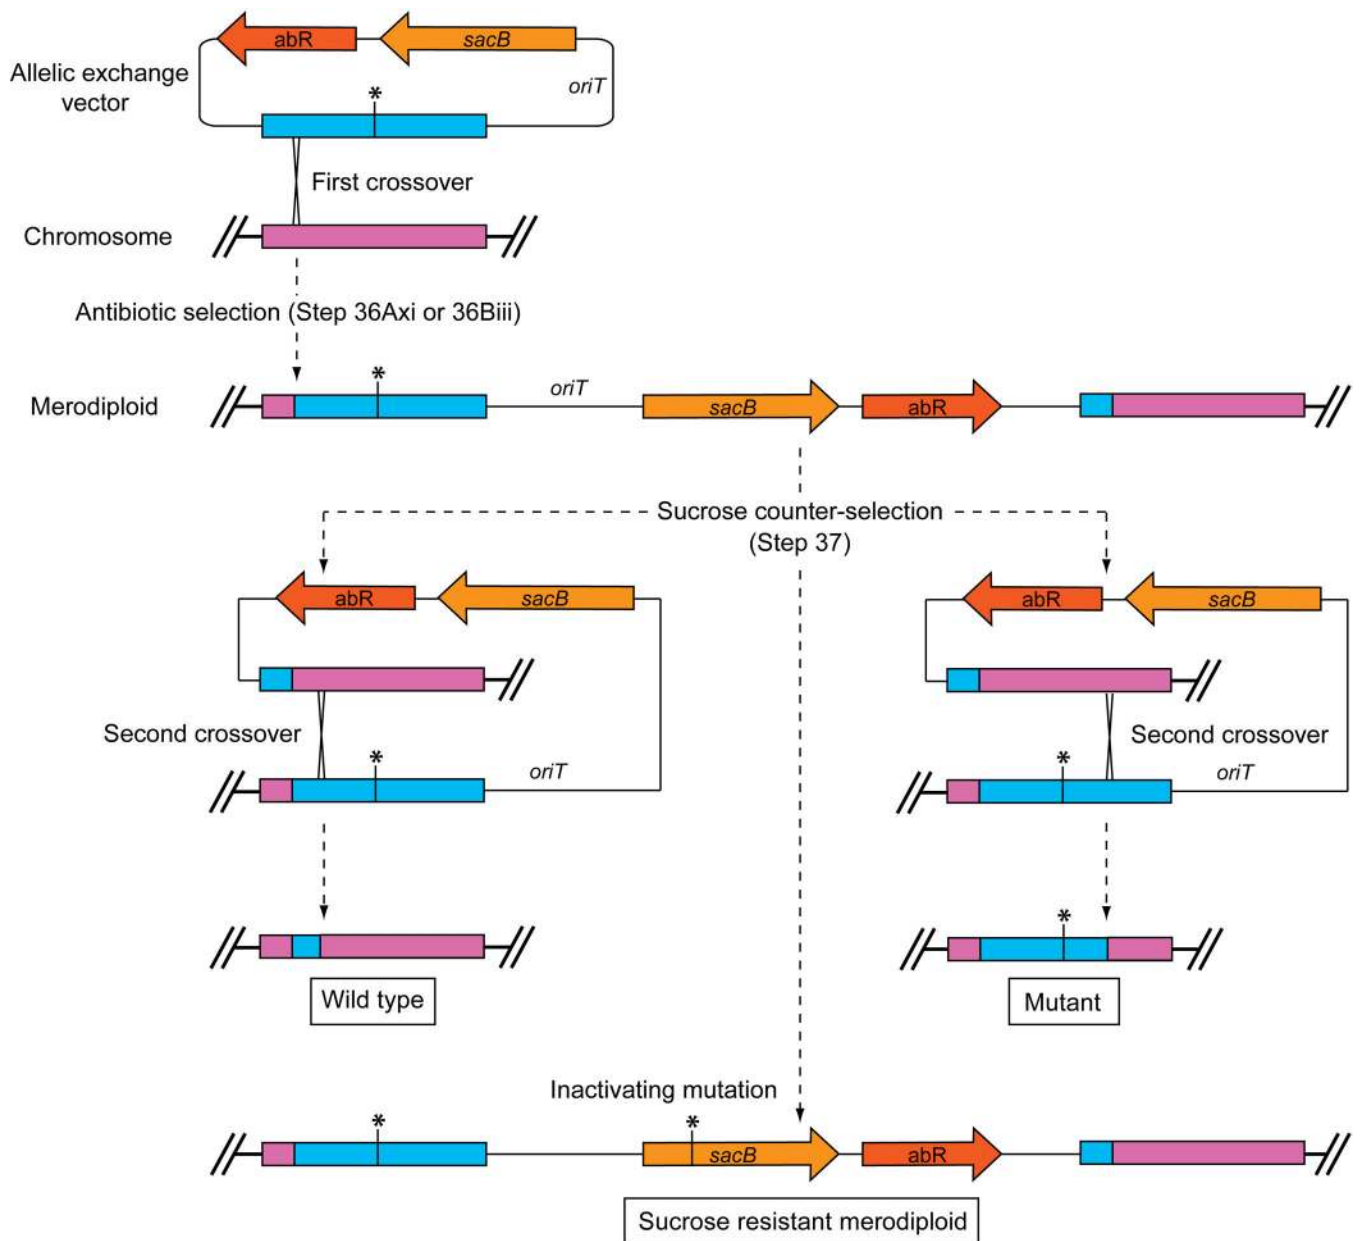 abR
sacB
Allelic exchange
vector
oriT
*
First crossover
Chromosome
Antibiotic selection (Step 36Axi or 36Biii)
*
oriT
Merodiploid
sacB
abR
Sucrose counter-selection
(Step 37)
abR
sacB
abR
sacB
Second crossover
*
oriT
Second crossover
*
oriT
*
Wild type
Mutant
Inactivating mutation
*
*
sacB
abR
Sucrose resistant merodiploid